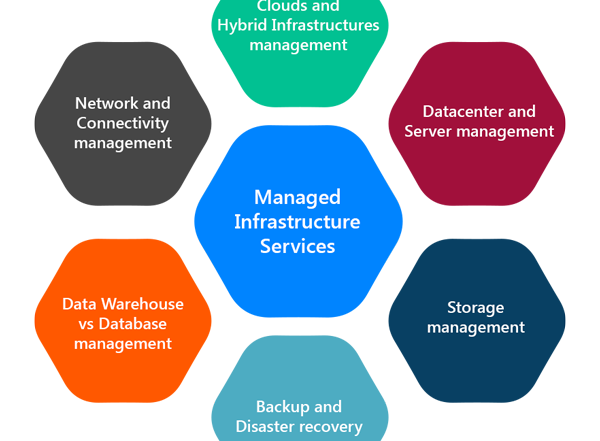 Clouds and
Hybrid Infrastructures
management
Network and
Connectivity
management
Datacenter and
Server management
Managed
Infrastructure
Services
Data Warehouse
vs Database
management
Storage
management
Backup and
Disaster recovery